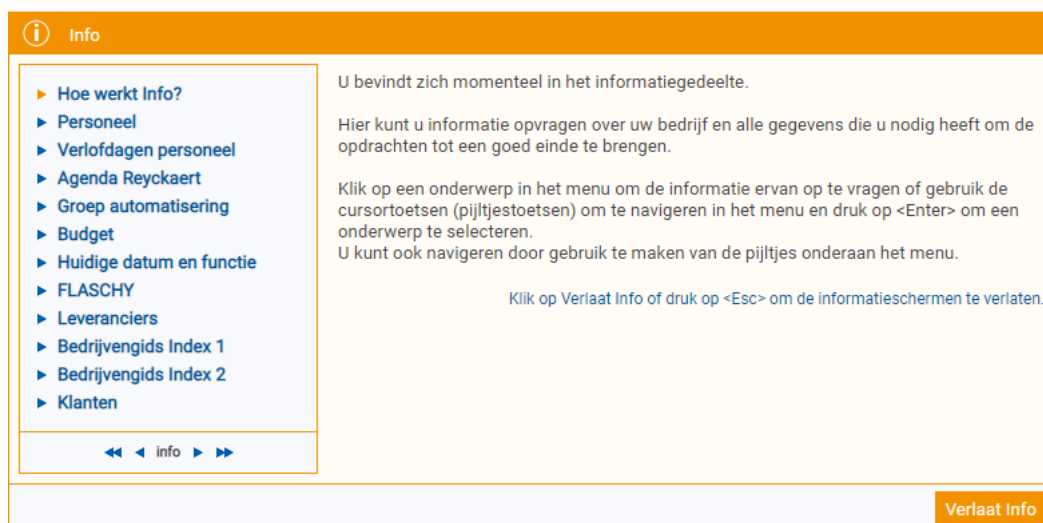 Info
Hoe werkt Info?
Personeel
Verlofdagen personeel
Agenda Reyckaert
Groep automatisering
Budget
Huidige datum en functie
FLASCHY
Leveranciers
Bedrijvengids Index 1
Bedrijvengids Index 2
Klanten
info
U bevindt zich momenteel in het informatiegedeelte.
Hier kunt u informatie opvragen over uw bedrijf en alle gegevens die u nodig heeft om de
opdrachten tot een goed einde te brengen.
Klik op een onderwerp in het menu om de informatie ervan op te vragen of gebruik de
cursortoetsen (pijltjestoetsen) om te navigeren in het menu en druk op <Enter> om een
onderwerp te selecteren.
U kunt ook navigeren door gebruik te maken van de pijltjes onderaan het menu.
Klik op Verlaat Info of druk op <Esc> om de informatieschermen te verlaten.
Verlaat Info